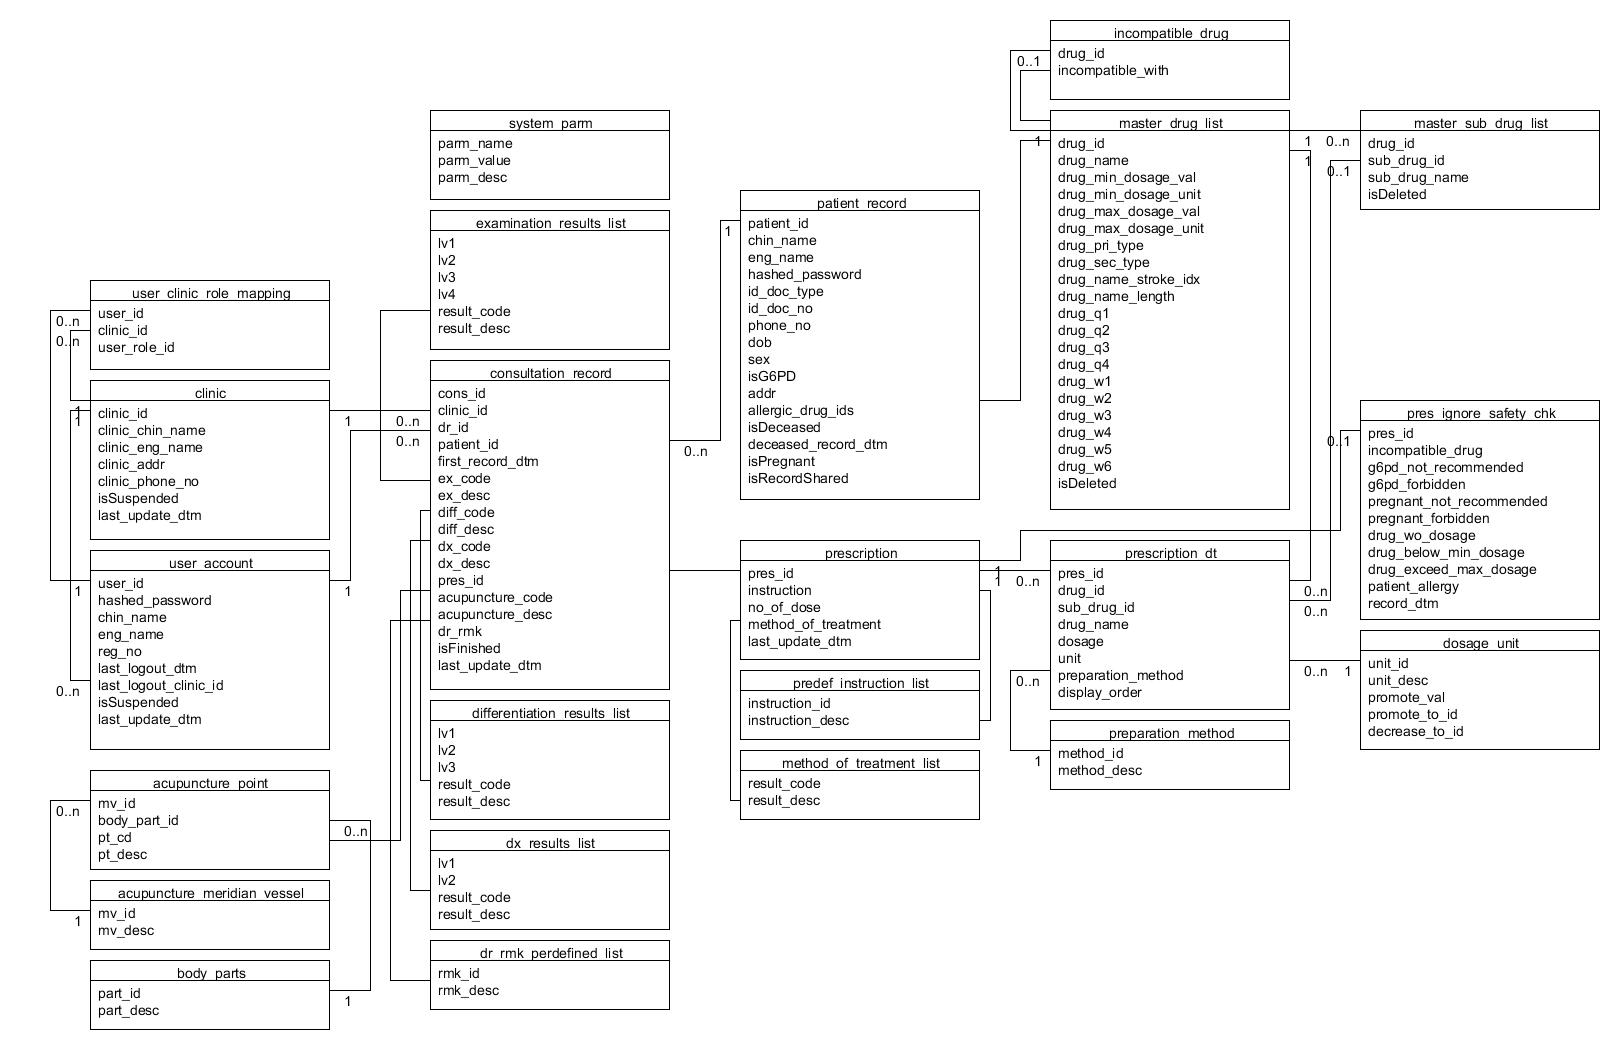 incompatible_drug
drug_id
incompatible_with
0..1
system_parm
parm_name
parm_value
parm_desc
master_drug_list
drug_id
drug_name
drug_min_dosage_val
drug_min_dosage_unit
drug_max_dosage_val
drug_max_dosage_unit
drug_pri_type
drug_sec_type
drug_name_stroke_idx
drug_name_length
drug_q1
drug_q2
drug_q3
drug_q4
drug_w1
drug_w2
drug_w3
drug_w4
drug_w5
drug_w6
isDeleted
1
1
0..n
1
0..1
master_sub_drug_list
drug_id
sub_drug_id
sub_drug_name
isDeleted
examination_results_list
lv1
lv2
lv3
lv4
result_code
result_desc
patient_record
patient_id
chin_name
eng_name
hashed_password
id_doc_type
id_doc_no
phone_no
dob
sex
isG6PD
addr
allergic_drug_ids
isDeceased
deceased_record_dtm
isPregnant
isRecordShared
1
0..n
user_clinic_role_mapping
user_id
clinic_id
user_role_id
0..n
0..n
clinic
clinic_id
clinic_chin_name
clinic_eng_name
clinic_addr
clinic_phone_no
isSuspended
last_update_dtm
1
1
1
0..n
0..n
consultation_record
cons_id
clinic_id
dr_id
patient_id
first_record_dtm
ex_code
ex_desc
diff_code
diff_desc
dx_code
dx_desc
pres_id
acupuncture_code
acupuncture_desc
dr_rmk
isFinished
last_update_dtm
pres_ignore_safety_chk
pres_id
incompatible_drug
g6pd_not_recommended
g6pd_forbidden
pregnant_not_recommended
pregnant_forbidden
drug_wo_dosage
drug_below_min_dosage
drug_exceed_max_dosage
patient_allergy
record_dtm
0..1
user_account
user_id
hashed_password
chin_name
eng_name
reg_no
last_logout_dtm
last_logout_clinic_id
isSuspended
last_update_dtm
1
1
0..n
prescription
pres_id
instruction
no_of_dose
method_of_treatment
last_update_dtm
1
1
0..n
prescription_dt
pres_id
drug_id
sub_drug_id
drug_name
dosage
unit
preparation_method
display_order
0..n
0..n
0..n
1
0..n
1
dosage_unit
unit_id
unit_desc
promote_val
promote_to_id
decrease_to_id
predef_instruction_list
instruction_id
instruction_desc
differentiation_results_list
lv1
lv2
lv3
result_code
result_desc
preparation_method
method_id
method_desc
method_of_treatment_list
result_code
result_desc
acupuncture_point
mv_id
body_part_id
pt_cd
pt_desc
0..n
0..n
dx_results_list
lv1
lv2
result_code
result_desc
acupuncture_meridian_vessel
mv_id
mv_desc
1
dr_rmk_perdefined_list
rmk_id
rmk_desc
body_parts
part_id
part_desc
1